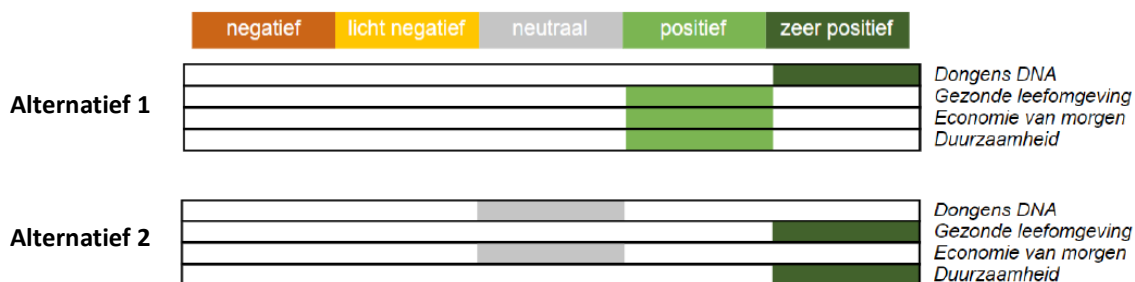 negatief licht negatief neutraal positief zeer positief
Alternatief 1
Dongens DNA
Gezonde leefomgeving
Economie van morgen
Duurzaamheid
Alternatief 2
Dongens DNA
Gezonde leefomgeving
Economie van morgen
Duurzaamheid